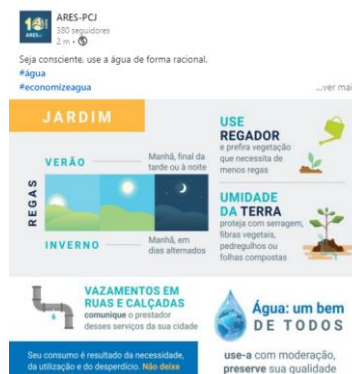 ARES-PCJ
380 seguidores
2 m •
Seja consciente, use a água de forma racional.
#água
#economizeagua
...ver mai
JARDIM
REGAS
VERÃO
Manhã, final da
tarde ou à noite
INVERNO
Manhã, em
dias alternados
USE
REGADOR
e prefira vegetação
que necessita de
menos regas
UMIDADE
DA TERRA
proteja com serragem,
fibras vegetais,
pedregulhos ou
folhas compostas
VAZAMENTOS EM
RUAS E CALÇADAS
comunique o prestador
desses serviços da sua cidade
Água: um bem
DE TODOS
Seu consumo é resultado da necessidade,
da utilização e do desperdício. Não deixe
use-a com moderação,
preserve sua qualidade